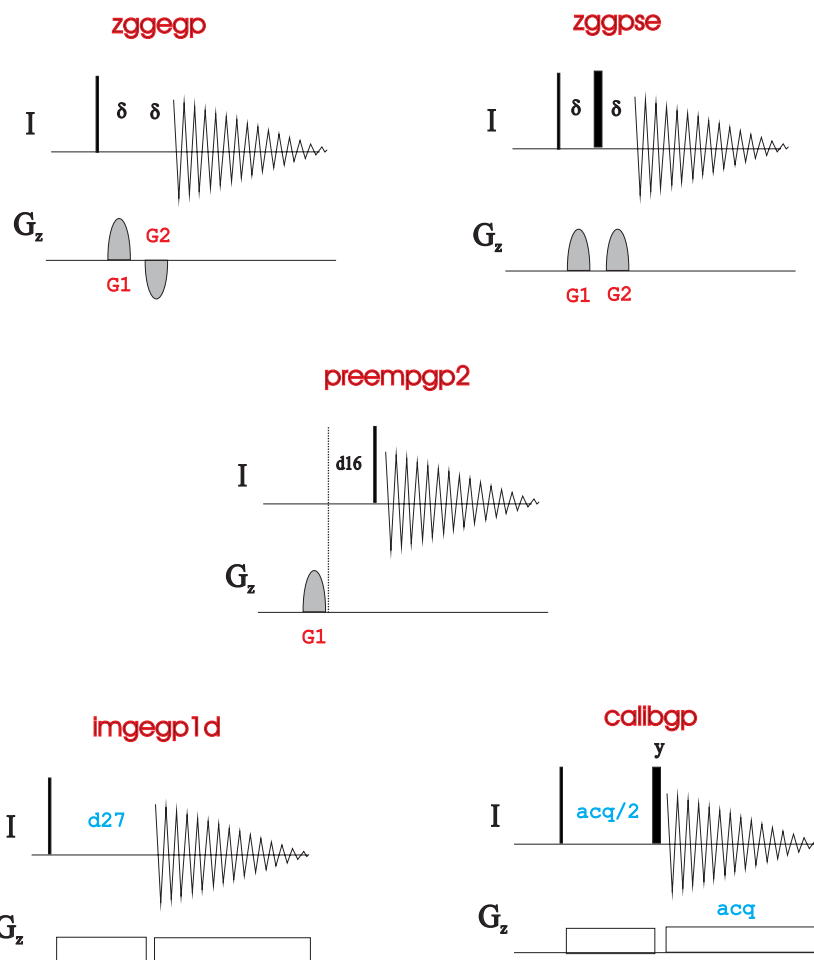 zggegp
I
δ δ
Gz
G2
G1
zggpse
I
δ δ
Gz
G1 G2
preempgp2
I
d16
Gz
G1
imgegp1d
I
d27
Gz
callbgp
y
I
acq/2
Gz
acq